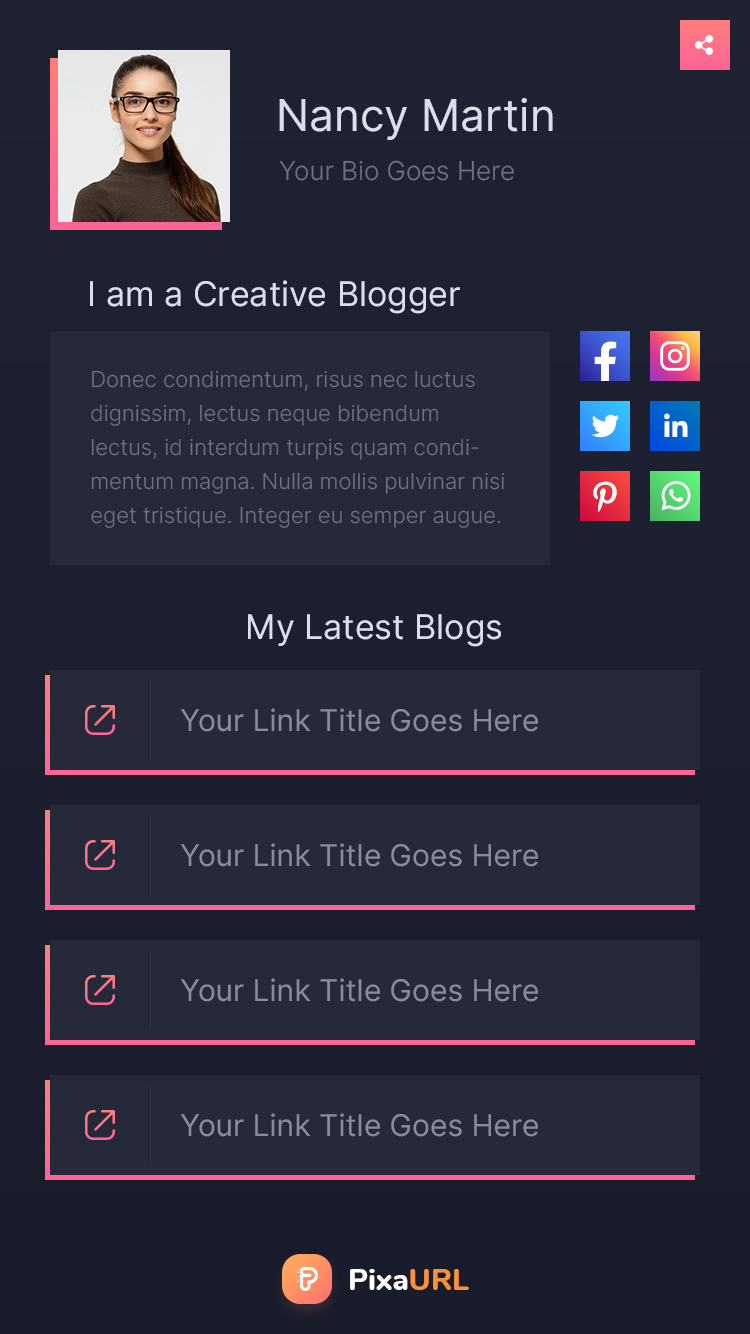 Nancy Martin
Your Bio Goes Here
I am a Creative Blogger
Donec condimentum, risus nec luctus
dignissim, lectus neque bibendum
lectus, id interdum turpis quam condi-
mentum magna. Nulla mollis pulvinar nisi
eget tristique. Integer eu semper augue.
in
My Latest Blogs
Your Link Title Goes Here
Your Link Title Goes Here
Your Link Title Goes Here
Your Link Title Goes Here
PixaURL